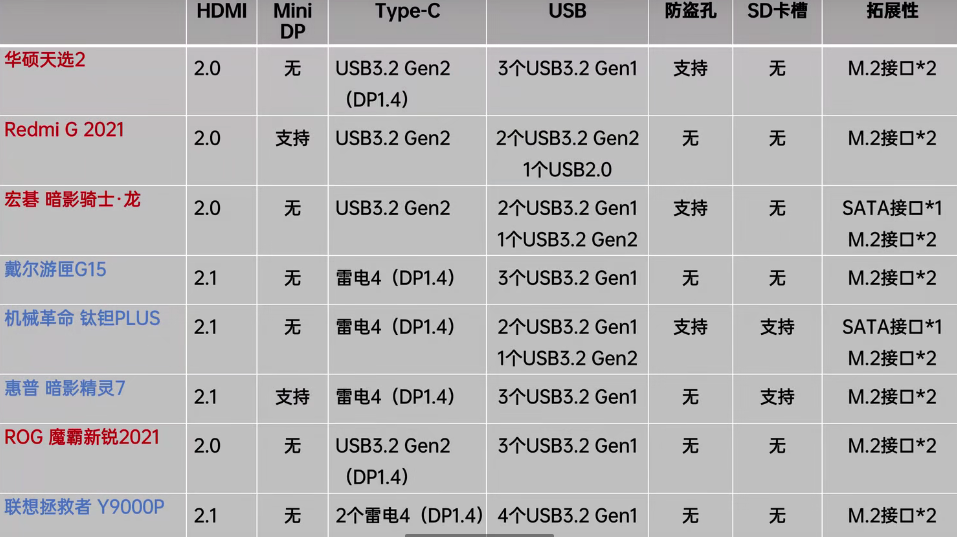 HDMI Mini DP Type-C USB 防盗孔 SD卡槽 拓展性
华硕天选2 2.0 无 USB3.2 Gen2 3个USB3.2 Gen1 支持 无 M.2接口*2
（DP1.4）
Redmi G 2021 2.0 支持 USB3.2 Gen2 2个USB3.2 Gen2 无 无 M.2接口*2
1个USB2.0
宏碁 暗影骑士·龙 2.0 无 USB3.2 Gen2 2个USB3.2 Gen1 支持 无 SATA接口*1
1个USB3.2 Gen2 M.2接口*2
戴尔游匣G15 2.1 无 雷电4（DP1.4） 3个USB3.2 Gen1 无 无 M.2接口*2
机械革命 钛钽PLUS 2.1 无 雷电4（DP1.4） 2个USB3.2 Gen1 支持 支持 SATA接口*1
1个USB3.2 Gen2 M.2接口*2
惠普 暗影精灵7 2.1 支持 雷电4（DP1.4） 3个USB3.2 Gen1 无 支持 M.2接口*2
ROG 魔霸新锐2021 2.0 无 USB3.2 Gen2 3个USB3.2 Gen1 无 无 M.2接口*2
（DP1.4）
联想拯救者 Y9000P 2.1 无 2个雷电4（DP1.4） 4个USB3.2 Gen1 无 无 M.2接口*2